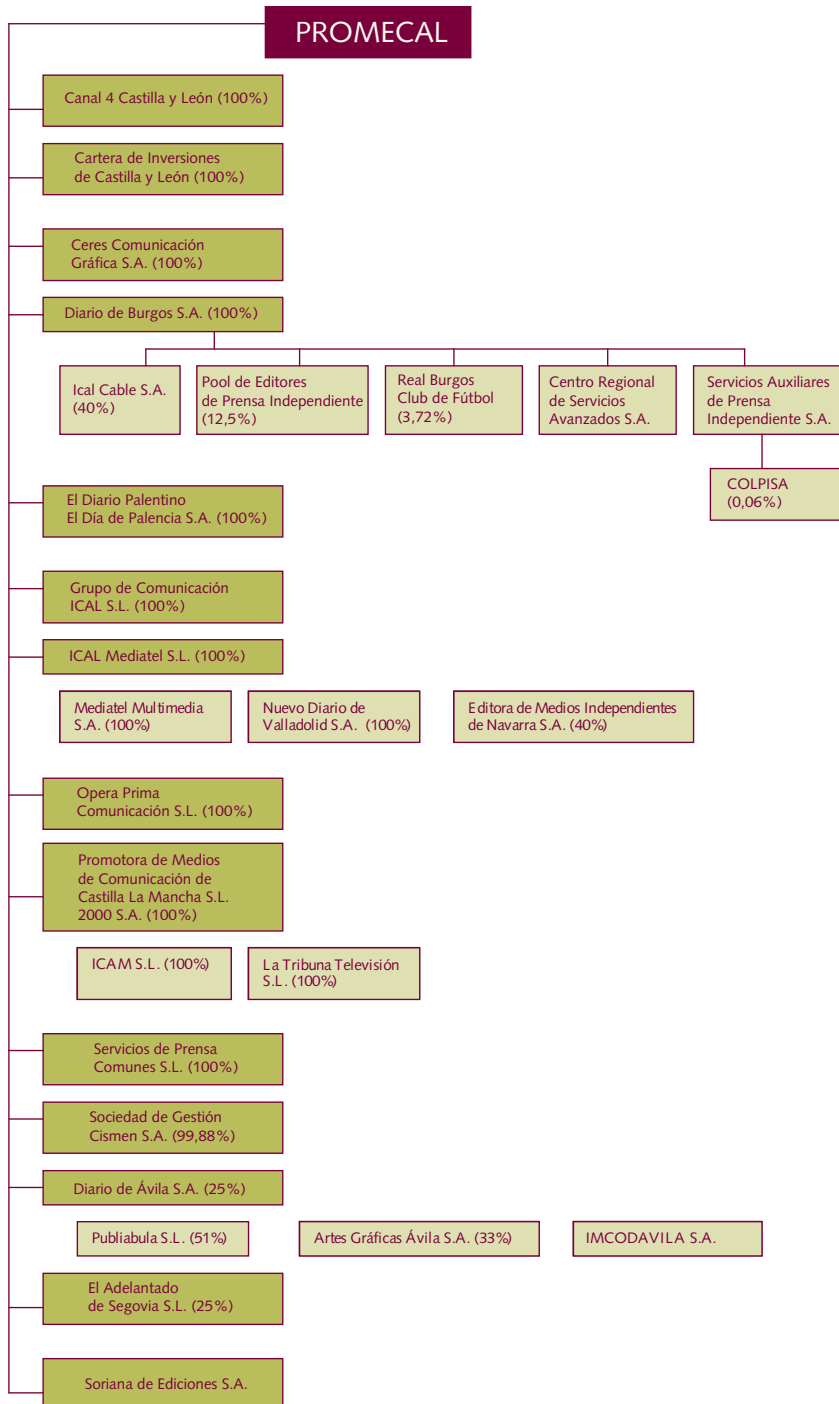 PROMECAL
Canal 4 Castilla y León (100%)
Cartera de Inversiones
de Castilla y León (100%)
Ceres Comunicación
Gráfica S.A. (100%)
Diario de Burgos S.A. (100%)
Ical Cable S.A.
(40%)
Pool de Editores
de Prensa Independiente
(12,5%)
Real Burgos
Club de Fútbol
(3,72%)
Centro Regional
de Servicios
Avanzados S.A.
Servicios Auxiliares
de Prensa
Independiente S.A.
COLPISA
(0,06%)
El Diario Palentino
El Día de Palencia S.A. (100%)
Grupo de Comunicación
ICAL S.L. (100%)
ICAL Mediatel S.L. (100%)
Mediatel Multimedia
S.A. (100%)
Nuevo Diario de
Valladolid S.A. (100%)
Editora de Medios Independientes
de Navarra S.A. (40%)
Opera Prima
Comunicación S.L. (100%)
Promotora de Medios
de Comunicación de
Castilla La Mancha S.L.
2000 S.A. (100%)
ICAM S.L. (100%)
La Tribuna Televisión
S.L. (100%)
Servicios de Prensa
Comunes S.L. (100%)
Sociedad de Gestión
Cismen S.A. (99,88%)
Diario de Ávila S.A. (25%)
Publiabula S.L. (51%)
Artes Gráficas Ávila S.A. (33%)
IMCODAVILA S.A.
El Adelantado
de Segovia S.L. (25%)
Soriana de Ediciones S.A.